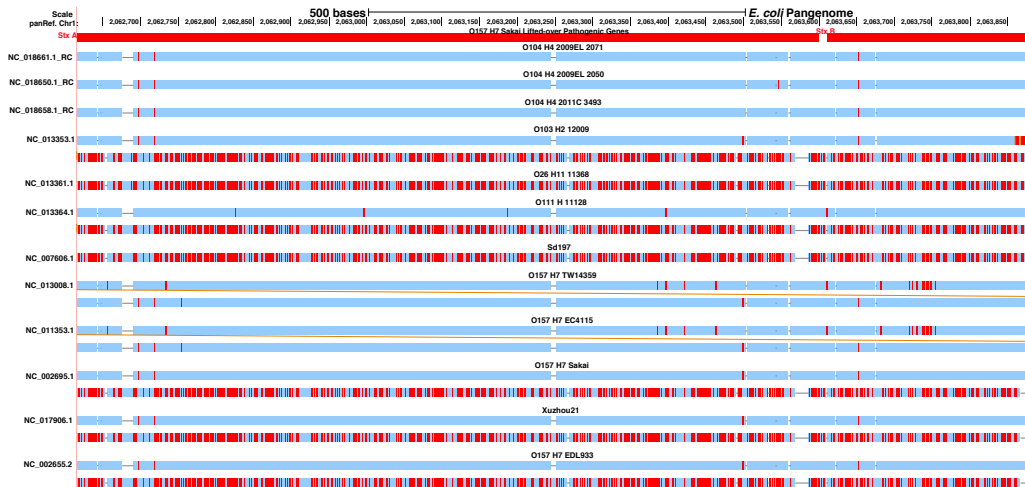 Scale 500 bases E. coli Pangenome
panRef. Chr1: 2,062,700 2,062,750 2,062,800 2,062,850 2,062,900 2,062,950 2,063,000 2,063,050 2,063,100 2,063,150 2,063,200 2,063,250 2,063,300 2,063,350 2,063,400 2,063,450 2,063,500 2,063,550 2,063,600 2,063,650 2,063,700 2,063,750 2,063,800 2,063,850
O157 H7 Sakai Lifted-over Pathogenic Genes
Stx A Stx B
O104 H4 2009EL 2071
NC_018661.1_RC
O104 H4 2009EL 2050
NC_018650.1_RC
O104 H4 2011C 3493
NC_018658.1_RC
O103 H2 12009
NC_013353.1
O26 H11 11368
NC_013361.1
O111 H 11128
NC_013364.1
Sd197
NC_007606.1
O157 H7 TW14359
NC_013008.1
O157 H7 EC4115
NC_011353.1
O157 H7 Sakai
NC_002695.1
Xuzhou21
NC_017906.1
O157 H7 EDL933
NC_002655.2